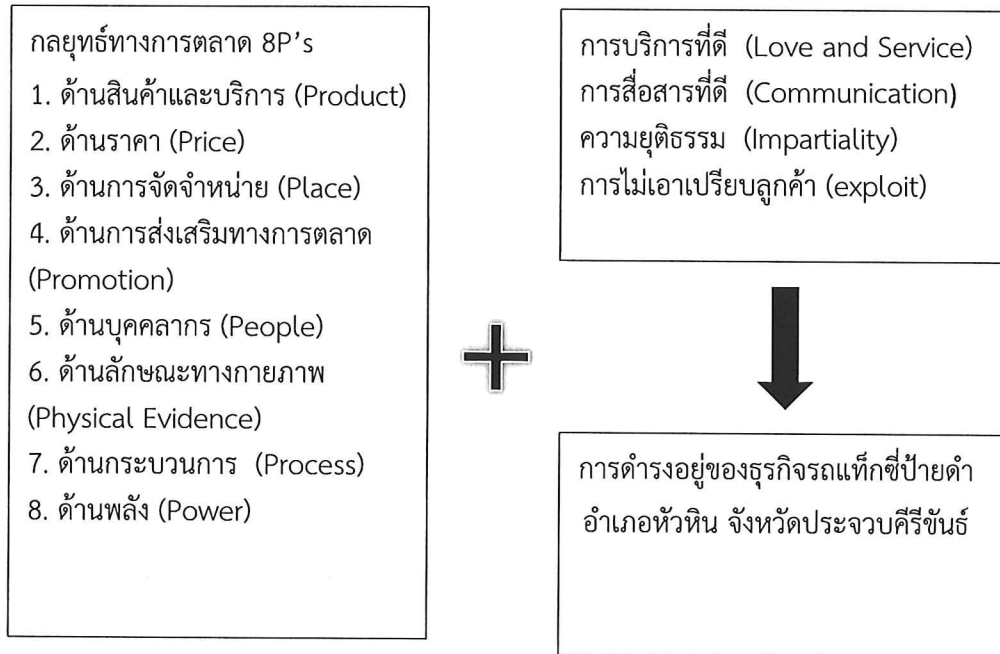 กลยุทธ์ทางการตลาด 8P's
1. ด้านสินค้าและบริการ (Product)
2. ด้านราคา (Price)
3. ด้านการจัดจำหน่าย (Place)
4. ด้านการส่งเสริมทางการตลาด
(Promotion)
5. ด้านบุคคลากร (People)
6. ด้านลักษณะทางกายภาพ
(Physical Evidence)
7. ด้านกระบวนการ (Process)
8. ด้านพลัง (Power)
การบริการที่ดี (Love and Service)
การสื่อสารที่ดี (Communication)
ความยุติธรรม (Impartiality)
การไม่เอาเปรียบลูกค้า (exploit)
การดำรงอยู่ของธุรกิจรถแท็กซี่ป้ายดำ
อำเภอหัวหิน จังหวัดประจวบคีรีขันธ์